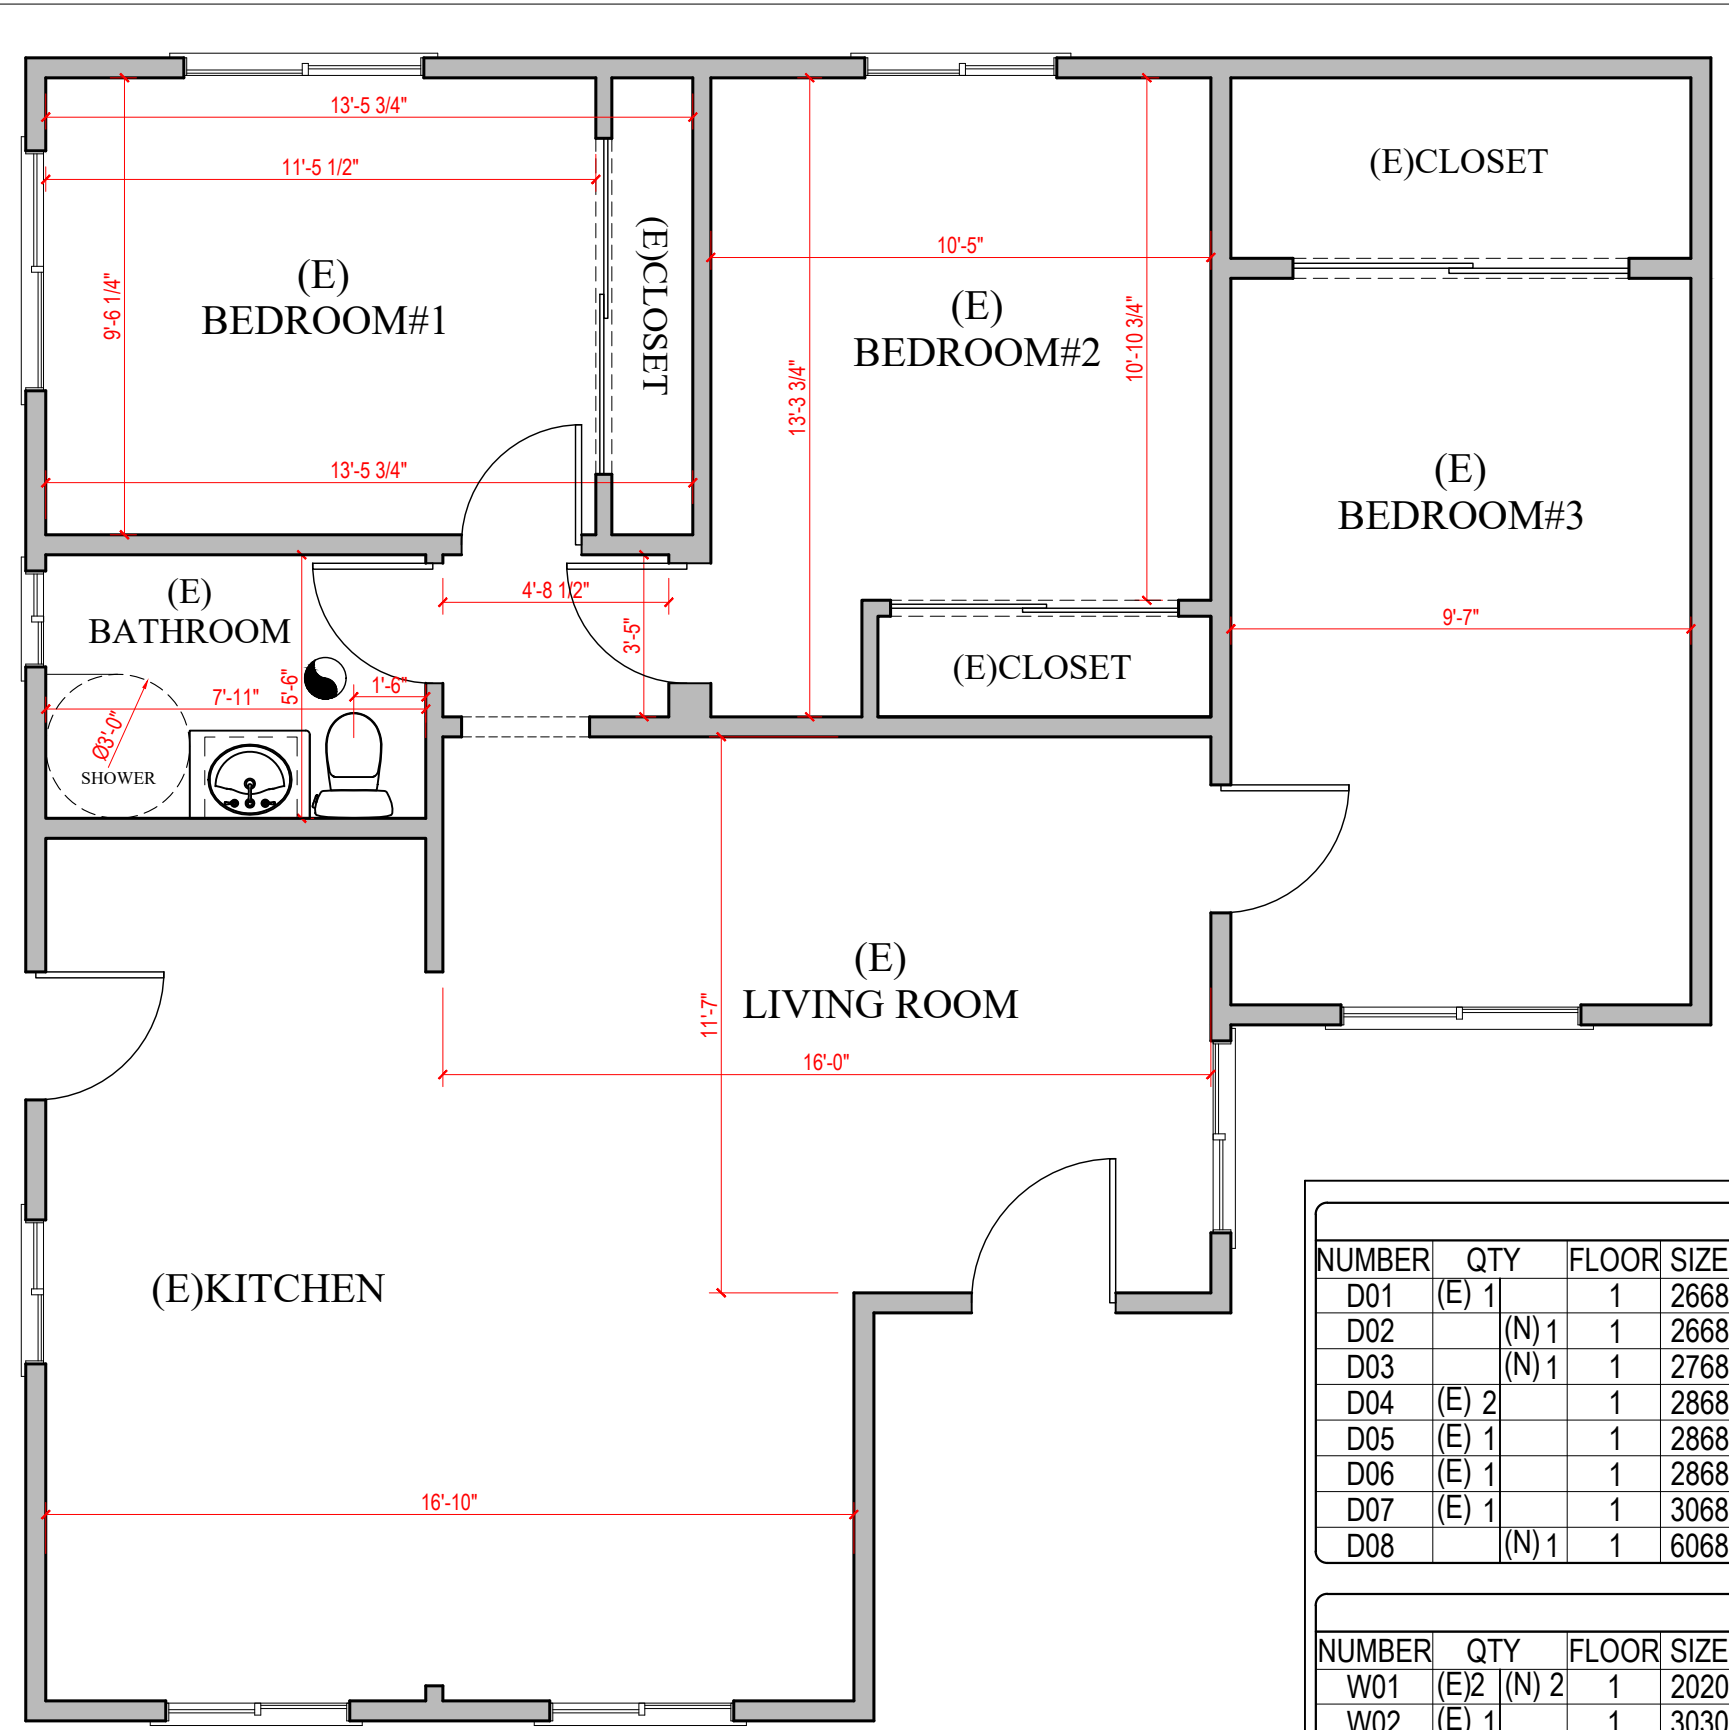 13'-5 3/4"
11'-5 1/2"
9'-6 1/4"
(E)
BEDROOM#1
(E)CLOSET
13'-5 3/4"
10'-5"
(E)
BEDROOM#2
13'-3 3/4"
10'-10 3/4"
(E)CLOSET
(E)CLOSET
(E)
BEDROOM#3
9'-7"
(E)
BATHROOM
4'-8 1/2"
3'-5"
5'-6"
1'-6"
7'-11"
Ø3'-0"
SHOWER
(E)
LIVING ROOM
11'-7"
16'-0"
(E)KITCHEN
16'-10"
NUMBER QTY FLOOR SIZE
D01 (E) 1 1 2668
D02 (N) 1 1 2668
D03 (N) 1 1 2768
D04 (E) 2 1 2868
D05 (E) 1 1 2868
D06 (E) 1 1 2868
D07 (E) 1 1 3068
D08 (N) 1 1 6068
NUMBER QTY FLOOR SIZE
W01 (E)2 (N) 2 1 2020
W02 (E) 1 1 3030